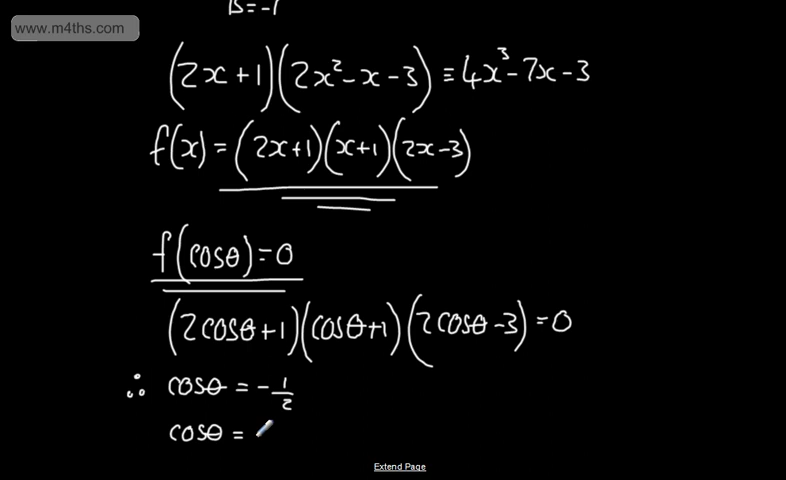 www.m4ths.com
B = -1
(2x+1)(2x²-x-3) ≡ 4x³-7x-3
f(x) = (2x+1)(x+1)(2x-3)
f(cosθ) = 0
(2cosθ+1)(cosθ+1)(2cosθ-3) = 0
∴ cosθ = -1/2
cosθ =
Extend Page